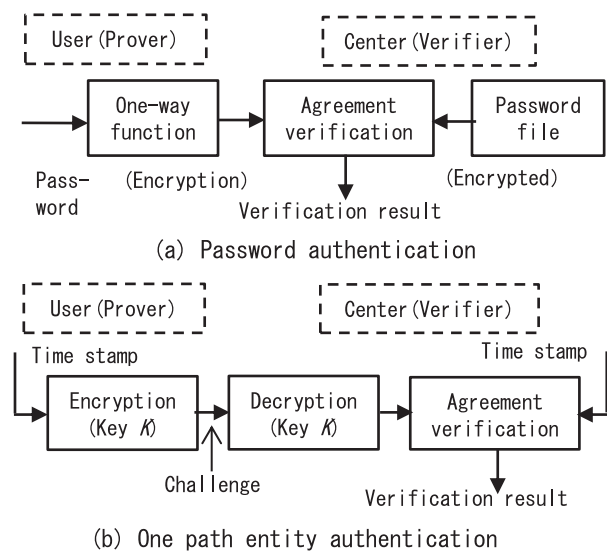 User(Prover)
Center(Verifier)
One-way
function
Agreement
verification
Password
file
Pass-
word
(Encryption)
(Encrypted)
Verification result
(a) Password authentication
User(Prover)
Center(Verifier)
Time stamp
Time stamp
Encryption
(Key K)
Decryption
(Key K)
Agreement
verification
Challenge
Verification result
(b) One path entity authentication